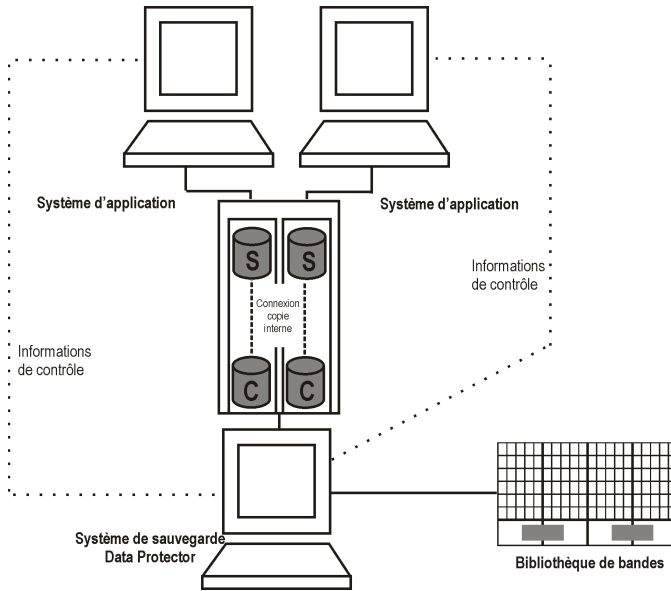 Système d'application
Système d'application
S
S
Connexion
copie
interne
Informations
de contrôle
Informations
de contrôle
C
C
Système de sauvegarde
Data Protector
Bibliothèque de bandes